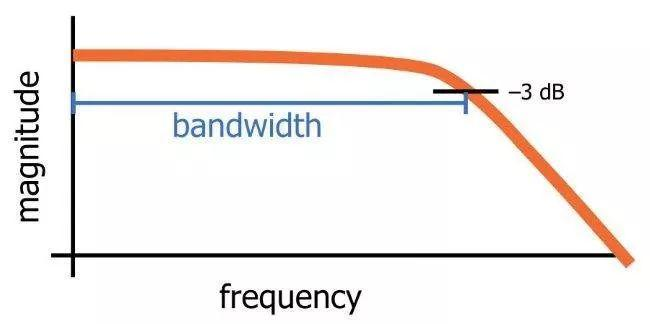 magnitude
–3 dB
bandwidth
frequency